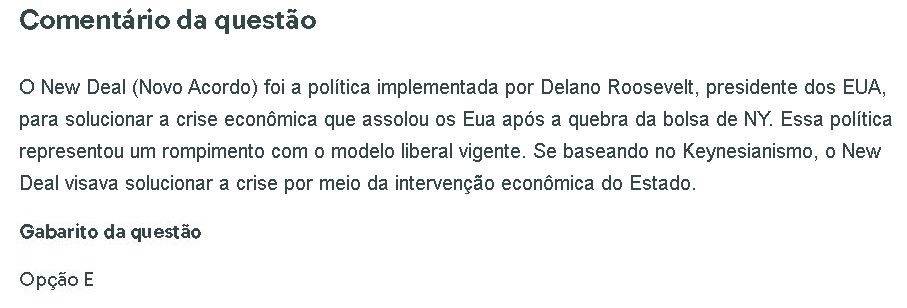 Comentário da questão
O New Deal (Novo Acordo) foi a política implementada por Delano Roosevelt, presidente dos EUA,
para solucionar a crise econômica que assolou os Eua após a quebra da bolsa de NY. Essa política
representou um rompimento com o modelo liberal vigente. Se baseando no Keynesianismo, o New
Deal visava solucionar a crise por meio da intervenção econômica do Estado.
Gabarito da questão
Opção E